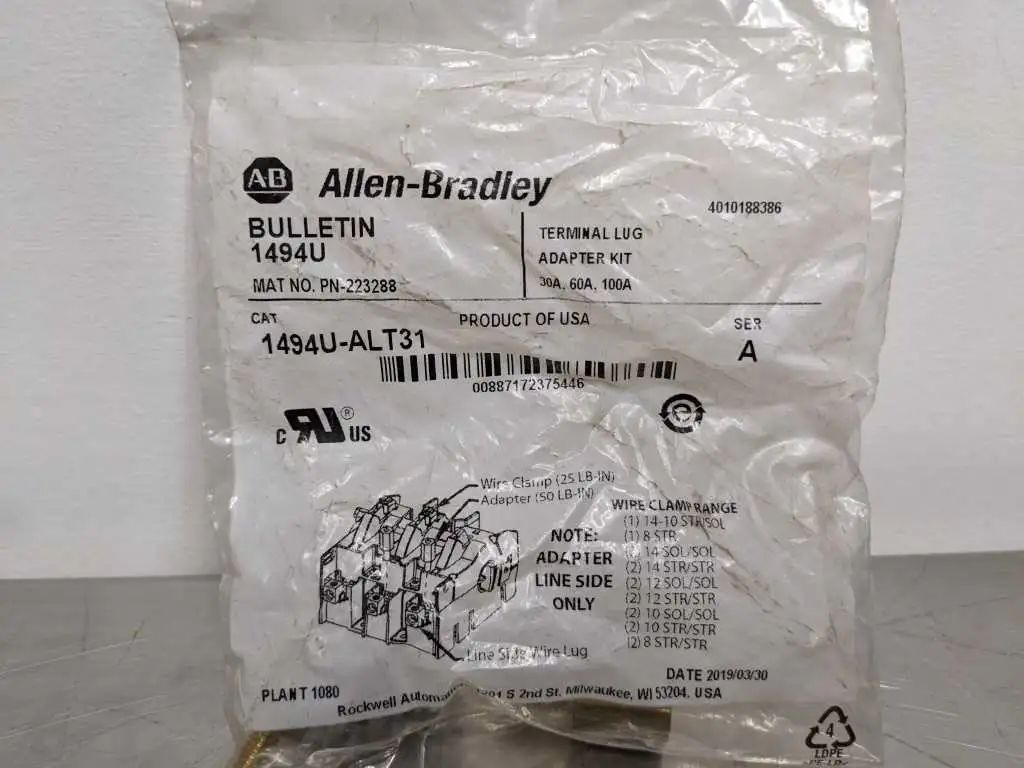 AB Allen-Bradley
4010188386
BULLETIN
1494U
MAT NO. PN-223288
TERMINAL LUG
ADAPTER KIT
30A, 60A, 100A
CAT
1494U-ALT31
PRODUCT OF USA
SER
A
00887172375446
C RU ® US
e
Wire Clamp (25 LB-IN)
Adapter (50 LB-IN)
Line Side Wire Lug
NOTE:
ADAPTER
LINE SIDE
ONLY
WIRE CLAMP RANGE
(1) 14-10 STR/SOL
(1) 8 STR
(2) 14 SOL/SOL
(2) 14 STR/STR
(2) 12 SOL/SOL
(2) 12 STR/STR
(2) 10 SOL/SOL
(2) 10 STR/STR
(2) 8 STR/STR
DATE 2019/03/30
PLANT 1080
Rockwell S 2nd St. Milwaukee, WI 53204, USA
4
LDPE